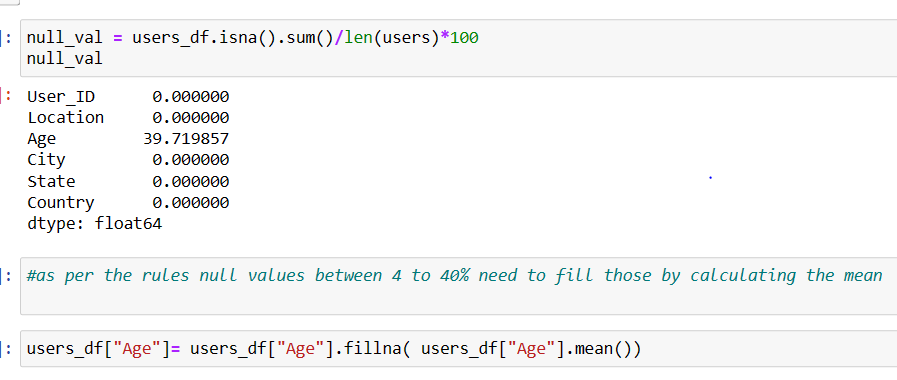 ]: null_val = users_df.isna().sum()/len(users)*100
null_val
]: User_ID 0.000000
Location 0.000000
Age 39.719857
City 0.000000
State 0.000000
Country 0.000000
dtype: float64
]: #as per the rules null values between 4 to 40% need to fill those by calculating the mean
]: users_df["Age"]= users_df["Age"].fillna( users_df["Age"].mean())